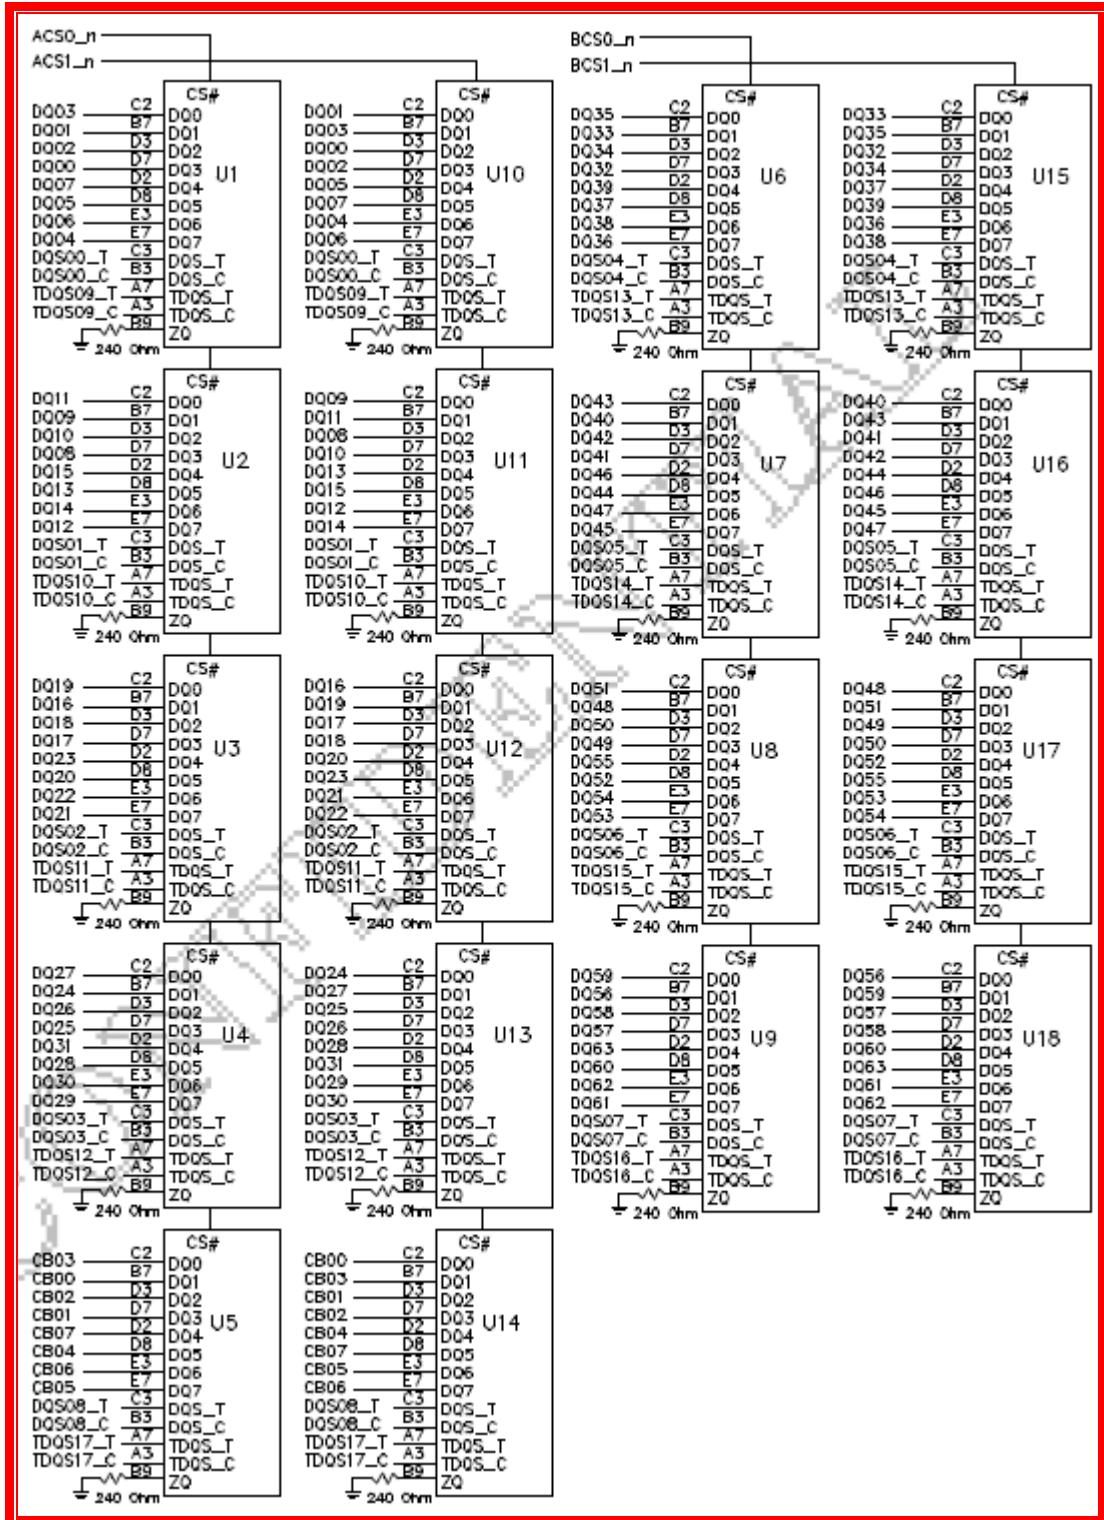 ACS0_n
ACS1_n
CS#
DQ03 C2 DQ0
DQ01 B7 DQ1
DQ02 D3 DQ2
DQ00 D7 DQ3 U1
DQ07 D2 DQ4
DQ05 D8 DQ5
DQ06 E3 DQ6
DQ04 E7 DQ7
DQS00_T C3 DQS_T
DQS00_C B3 DQS_C
TDQS09_T A7 TDQS_T
TDQS09_C A3 TDQS_C
B9 ZQ
240 Ohm
CS#
DQ11 C2 DQ0
DQ09 B7 DQ1
DQ10 D3 DQ2
DQ08 D7 DQ3 U2
DQ15 D2 DQ4
DQ13 D8 DQ5
DQ14 E3 DQ6
DQ12 E7 DQ7
DQS01_T C3 DQS_T
DQS01_C B3 DQS_C
TDQS10_T A7 TDQS_T
TDQS10_C A3 TDQS_C
B9 ZQ
240 Ohm
CS#
DQ19 C2 DQ0
DQ16 B7 DQ1
DQ18 D3 DQ2
DQ17 D7 DQ3 U3
DQ23 D2 DQ4
DQ20 D8 DQ5
DQ22 E3 DQ6
DQ21 E7 DQ7
DQS02_T C3 DQS_T
DQS02_C B3 DQS_C
TDQS11_T A7 TDQS_T
TDQS11_C A3 TDQS_C
B9 ZQ
240 Ohm
CS#
DQ27 C2 DQ0
DQ24 B7 DQ1
DQ26 D3 DQ2
DQ25 D7 DQ3 U4
DQ31 D2 DQ4
DQ28 D8 DQ5
DQ30 E3 DQ6
DQ29 E7 DQ7
DQS03_T C3 DQS_T
DQS03_C B3 DQS_C
TDQS12_T A7 TDQS_T
TDQS12_C A3 TDQS_C
B9 ZQ
240 Ohm
CS#
CB03 C2 DQ0
CB00 B7 DQ1
CB02 D3 DQ2
CB01 D7 DQ3 U5
CB07 D2 DQ4
CB04 D8 DQ5
CB06 E3 DQ6
CB05 E7 DQ7
DQS08_T C3 DQS_T
DQS08_C B3 DQS_C
TDQS17_T A7 TDQS_T
TDQS17_C A3 TDQS_C
B9 ZQ
240 Ohm
CS#
DQ01 C2 DQ0
DQ03 B7 DQ1
DQ00 D3 DQ2
DQ02 D7 DQ3 U10
DQ05 D2 DQ4
DQ07 D8 DQ5
DQ04 E3 DQ6
DQ06 E7 DQ7
DQS00_T C3 DQS_T
DQS00_C B3 DQS_C
TDQS09_T A7 TDQS_T
TDQS09_C A3 TDQS_C
B9 ZQ
240 Ohm
CS#
DQ09 C2 DQ0
DQ11 B7 DQ1
DQ08 D3 DQ2
DQ10 D7 DQ3 U11
DQ13 D2 DQ4
DQ15 D8 DQ5
DQ12 E3 DQ6
DQ14 E7 DQ7
DQS01_T C3 DQS_T
DQS01_C B3 DQS_C
TDQS10_T A7 TDQS_T
TDQS10_C A3 TDQS_C
B9 ZQ
240 Ohm
CS#
DQ16 C2 DQ0
DQ19 B7 DQ1
DQ17 D3 DQ2
DQ18 D7 DQ3 U12
DQ20 D2 DQ4
DQ23 D8 DQ5
DQ21 E3 DQ6
DQ22 E7 DQ7
DQS02_T C3 DQS_T
DQS02_C B3 DQS_C
TDQS11_T A7 TDQS_T
TDQS11_C A3 TDQS_C
B9 ZQ
240 Ohm
CS#
DQ24 C2 DQ0
DQ27 B7 DQ1
DQ25 D3 DQ2
DQ26 D7 DQ3 U13
DQ28 D2 DQ4
DQ31 D8 DQ5
DQ29 E3 DQ6
DQ30 E7 DQ7
DQS03_T C3 DQS_T
DQS03_C B3 DQS_C
TDQS12_T A7 TDQS_T
TDQS12_C A3 TDQS_C
B9 ZQ
240 Ohm
CS#
CB00 C2 DQ0
CB03 B7 DQ1
CB01 D3 DQ2
CB02 D7 DQ3 U14
CB04 D2 DQ4
CB07 D8 DQ5
CB05 E3 DQ6
CB06 E7 DQ7
DQS08_T C3 DQS_T
DQS08_C B3 DQS_C
TDQS17_T A7 TDQS_T
TDQS17_C A3 TDQS_C
B9 ZQ
240 Ohm
BCS0_n
BCS1_n
CS#
DQ35 C2 DQ0
DQ33 B7 DQ1
DQ34 D3 DQ2
DQ32 D7 DQ3 U6
DQ39 D2 DQ4
DQ37 D8 DQ5
DQ38 E3 DQ6
DQ36 E7 DQ7
DQS04_T C3 DQS_T
DQS04_C B3 DQS_C
TDQS13_T A7 TDQS_T
TDQS13_C A3 TDQS_C
B9 ZQ
240 Ohm
CS#
DQ43 C2 DQ0
DQ40 B7 DQ1
DQ42 D3 DQ2
DQ41 D7 DQ3 U7
DQ46 D2 DQ4
DQ44 D8 DQ5
DQ47 E3 DQ6
DQ45 E7 DQ7
DQS05_T C3 DQS_T
DQS05_C B3 DQS_C
TDQS14_T A7 TDQS_T
TDQS14_C A3 TDQS_C
B9 ZQ
240 Ohm
CS#
DQ51 C2 DQ0
DQ48 B7 DQ1
DQ50 D3 DQ2
DQ49 D7 DQ3 U8
DQ55 D2 DQ4
DQ52 D8 DQ5
DQ54 E3 DQ6
DQ53 E7 DQ7
DQS06_T C3 DQS_T
DQS06_C B3 DQS_C
TDQS15_T A7 TDQS_T
TDQS15_C A3 TDQS_C
B9 ZQ
240 Ohm
CS#
DQ59 C2 DQ0
DQ56 B7 DQ1
DQ58 D3 DQ2
DQ57 D7 DQ3 U9
DQ63 D2 DQ4
DQ60 D8 DQ5
DQ62 E3 DQ6
DQ61 E7 DQ7
DQS07_T C3 DQS_T
DQS07_C B3 DQS_C
TDQS16_T A7 TDQS_T
TDQS16_C A3 TDQS_C
B9 ZQ
240 Ohm
CS#
DQ33 C2 DQ0
DQ35 B7 DQ1
DQ32 D3 DQ2
DQ34 D7 DQ3 U15
DQ37 D2 DQ4
DQ39 D8 DQ5
DQ36 E3 DQ6
DQ38 E7 DQ7
DQS04_T C3 DQS_T
DQS04_C B3 DQS_C
TDQS13_T A7 TDQS_T
TDQS13_C A3 TDQS_C
B9 ZQ
240 Ohm
CS#
DQ40 C2 DQ0
DQ43 B7 DQ1
DQ41 D3 DQ2
DQ42 D7 DQ3 U16
DQ44 D2 DQ4
DQ46 D8 DQ5
DQ45 E3 DQ6
DQ47 E7 DQ7
DQS05_T C3 DQS_T
DQS05_C B3 DQS_C
TDQS14_T A7 TDQS_T
TDQS14_C A3 TDQS_C
B9 ZQ
240 Ohm
CS#
DQ48 C2 DQ0
DQ51 B7 DQ1
DQ49 D3 DQ2
DQ50 D7 DQ3 U17
DQ52 D2 DQ4
DQ55 D8 DQ5
DQ53 E3 DQ6
DQ54 E7 DQ7
DQS06_T C3 DQS_T
DQS06_C B3 DQS_C
TDQS15_T A7 TDQS_T
TDQS15_C A3 TDQS_C
B9 ZQ
240 Ohm
CS#
DQ56 C2 DQ0
DQ59 B7 DQ1
DQ57 D3 DQ2
DQ58 D7 DQ3 U18
DQ60 D2 DQ4
DQ63 D8 DQ5
DQ61 E3 DQ6
DQ62 E7 DQ7
DQS07_T C3 DQS_T
DQS07_C B3 DQS_C
TDQS16_T A7 TDQS_T
TDQS16_C A3 TDQS_C
B9 ZQ
240 Ohm
CONFIDENTIAL